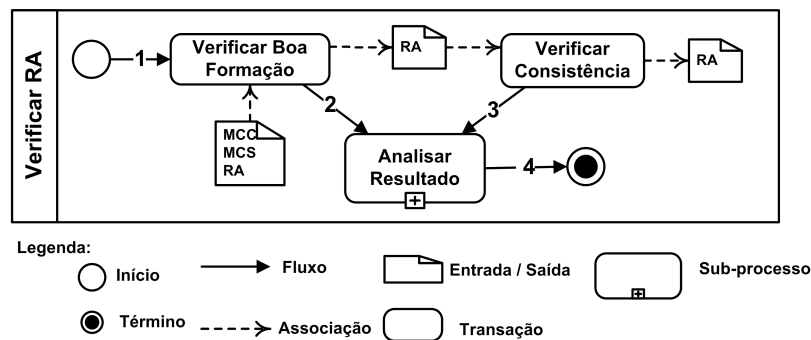 Verificar RA
1
Verificar Boa
Formação
RA
Verificar
Consistência
RA
2
3
MCC
MCS
RA
Analisar
Resultado
4
Legenda:
Início
Fluxo
Entrada / Saída
Sub-processo
Término
Associação
Transação